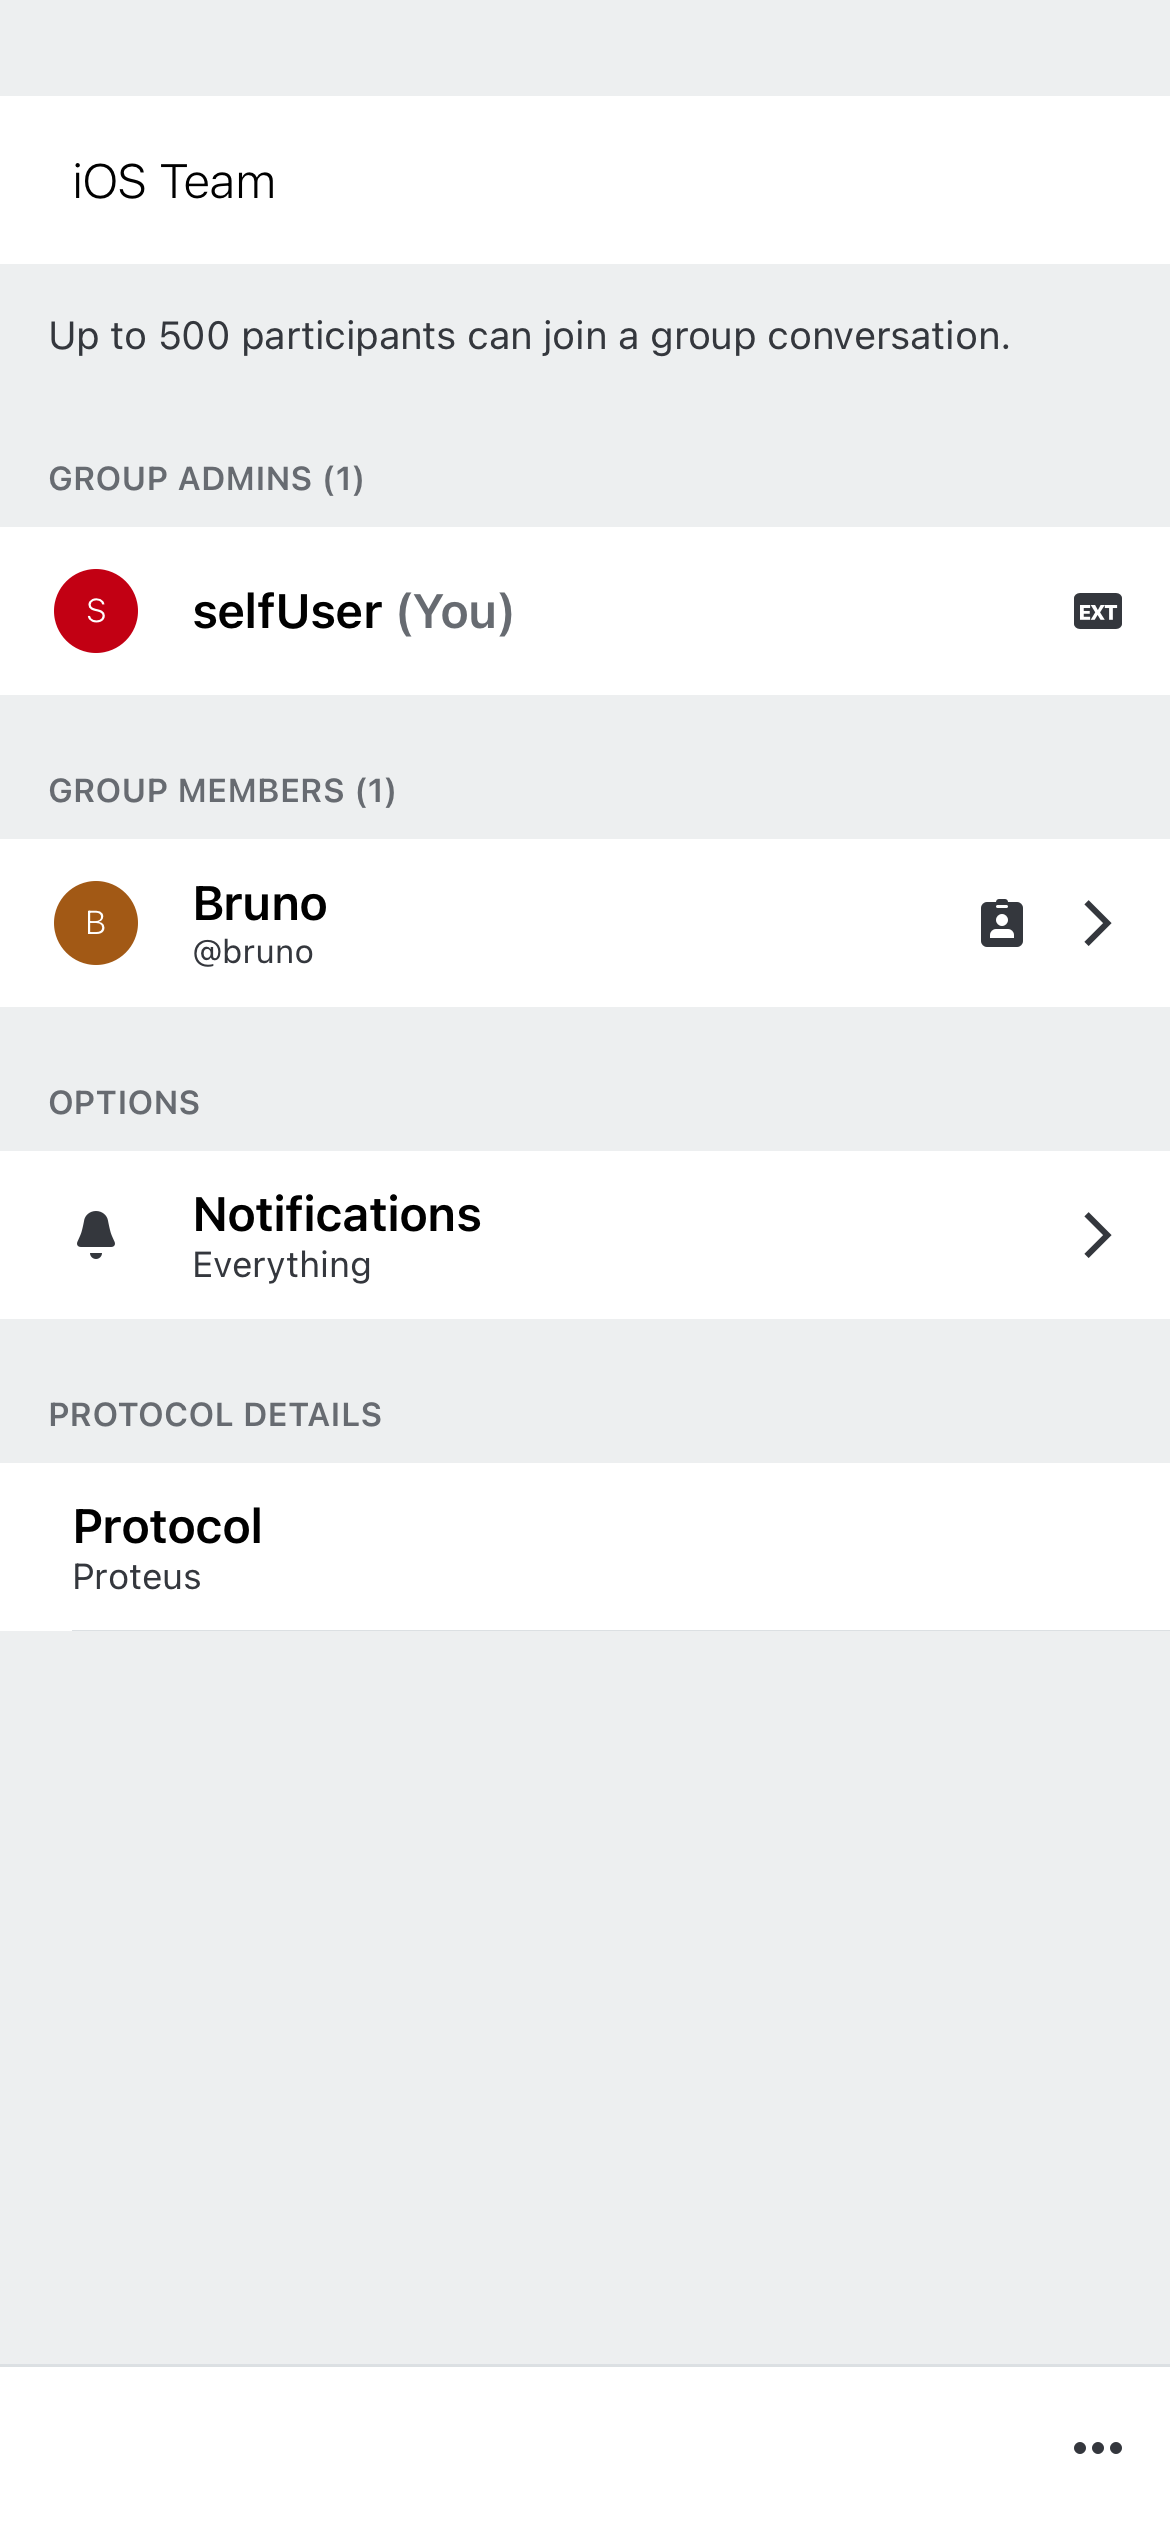 iOS Team
Up to 500 participants can join a group conversation.
GROUP ADMINS (1)
S
selfUser (You)
EXT
GROUP MEMBERS (1)
B
Bruno
@bruno
OPTIONS
Notifications
Everything
PROTOCOL DETAILS
Protocol
Proteus